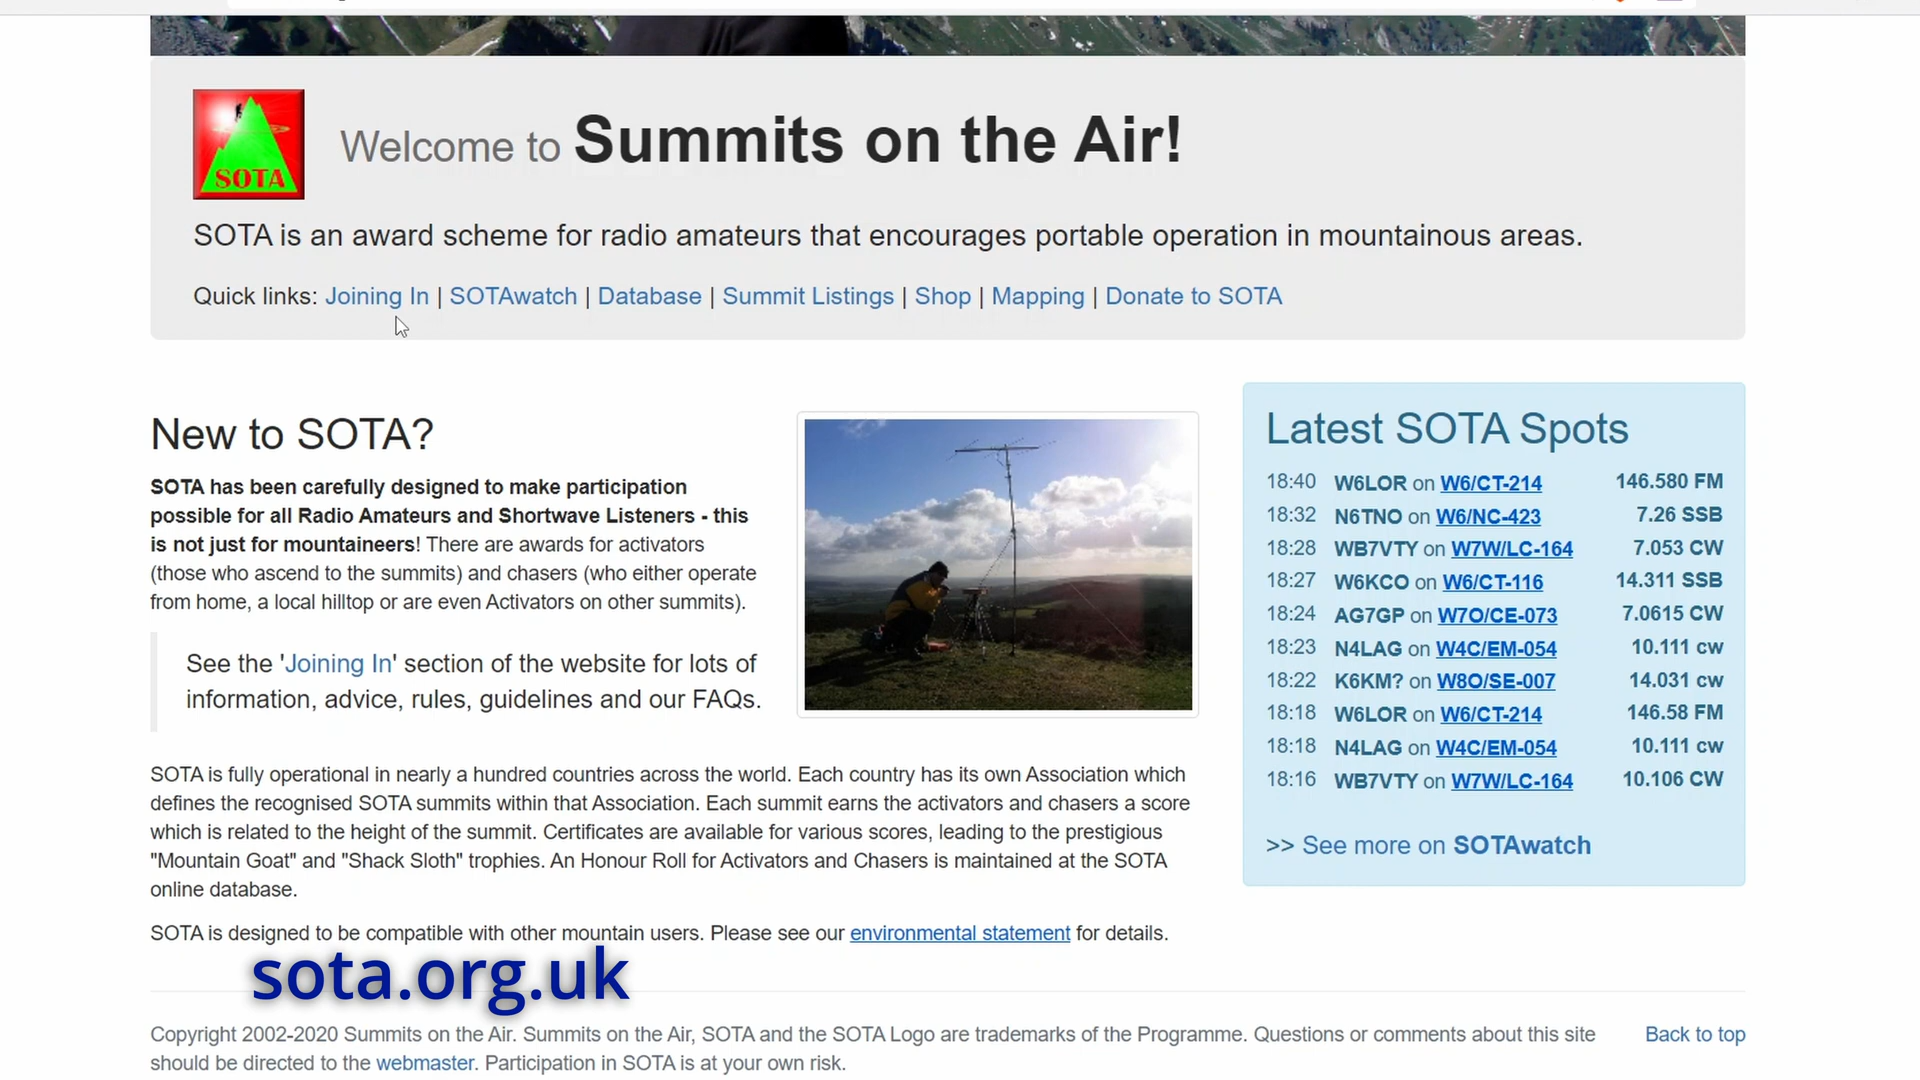 SOTA
Welcome to Summits on the Air!
SOTA is an award scheme for radio amateurs that encourages portable operation in mountainous areas.
Quick links: Joining In | SOTAwatch | Database | Summit Listings | Shop | Mapping | Donate to SOTA
New to SOTA?
SOTA has been carefully designed to make participation
possible for all Radio Amateurs and Shortwave Listeners - this
is not just for mountaineers! There are awards for activators
(those who ascend to the summits) and chasers (who either operate
from home, a local hilltop or are even Activators on other summits).
See the 'Joining In' section of the website for lots of
information, advice, rules, guidelines and our FAQs.
SOTA is fully operational in nearly a hundred countries across the world. Each country has its own Association which
defines the recognised SOTA summits within that Association. Each summit earns the activators and chasers a score
which is related to the height of the summit. Certificates are available for various scores, leading to the prestigious
"Mountain Goat" and "Shack Sloth" trophies. An Honour Roll for Activators and Chasers is maintained at the SOTA
online database.
SOTA is designed to be compatible with other mountain users. Please see our environmental statement for details.
Latest SOTA Spots
18:40 W6LOR on W6/CT-214 146.580 FM
18:32 N6TNO on W6/NC-423 7.26 SSB
18:28 WB7VTY on W7W/LC-164 7.053 CW
18:27 W6KCO on W6/CT-116 14.311 SSB
18:24 AG7GP on W7O/CE-073 7.0615 CW
18:23 N4LAG on W4C/EM-054 10.111 cw
18:22 K6KM? on W8O/SE-007 14.031 cw
18:18 W6LOR on W6/CT-214 146.58 FM
18:18 N4LAG on W4C/EM-054 10.111 cw
18:16 WB7VTY on W7W/LC-164 10.106 CW
>> See more on SOTAwatch
sota.org.uk
Copyright 2002-2020 Summits on the Air. Summits on the Air, SOTA and the SOTA Logo are trademarks of the Programme. Questions or comments about this site
should be directed to the webmaster. Participation in SOTA is at your own risk.
Back to top